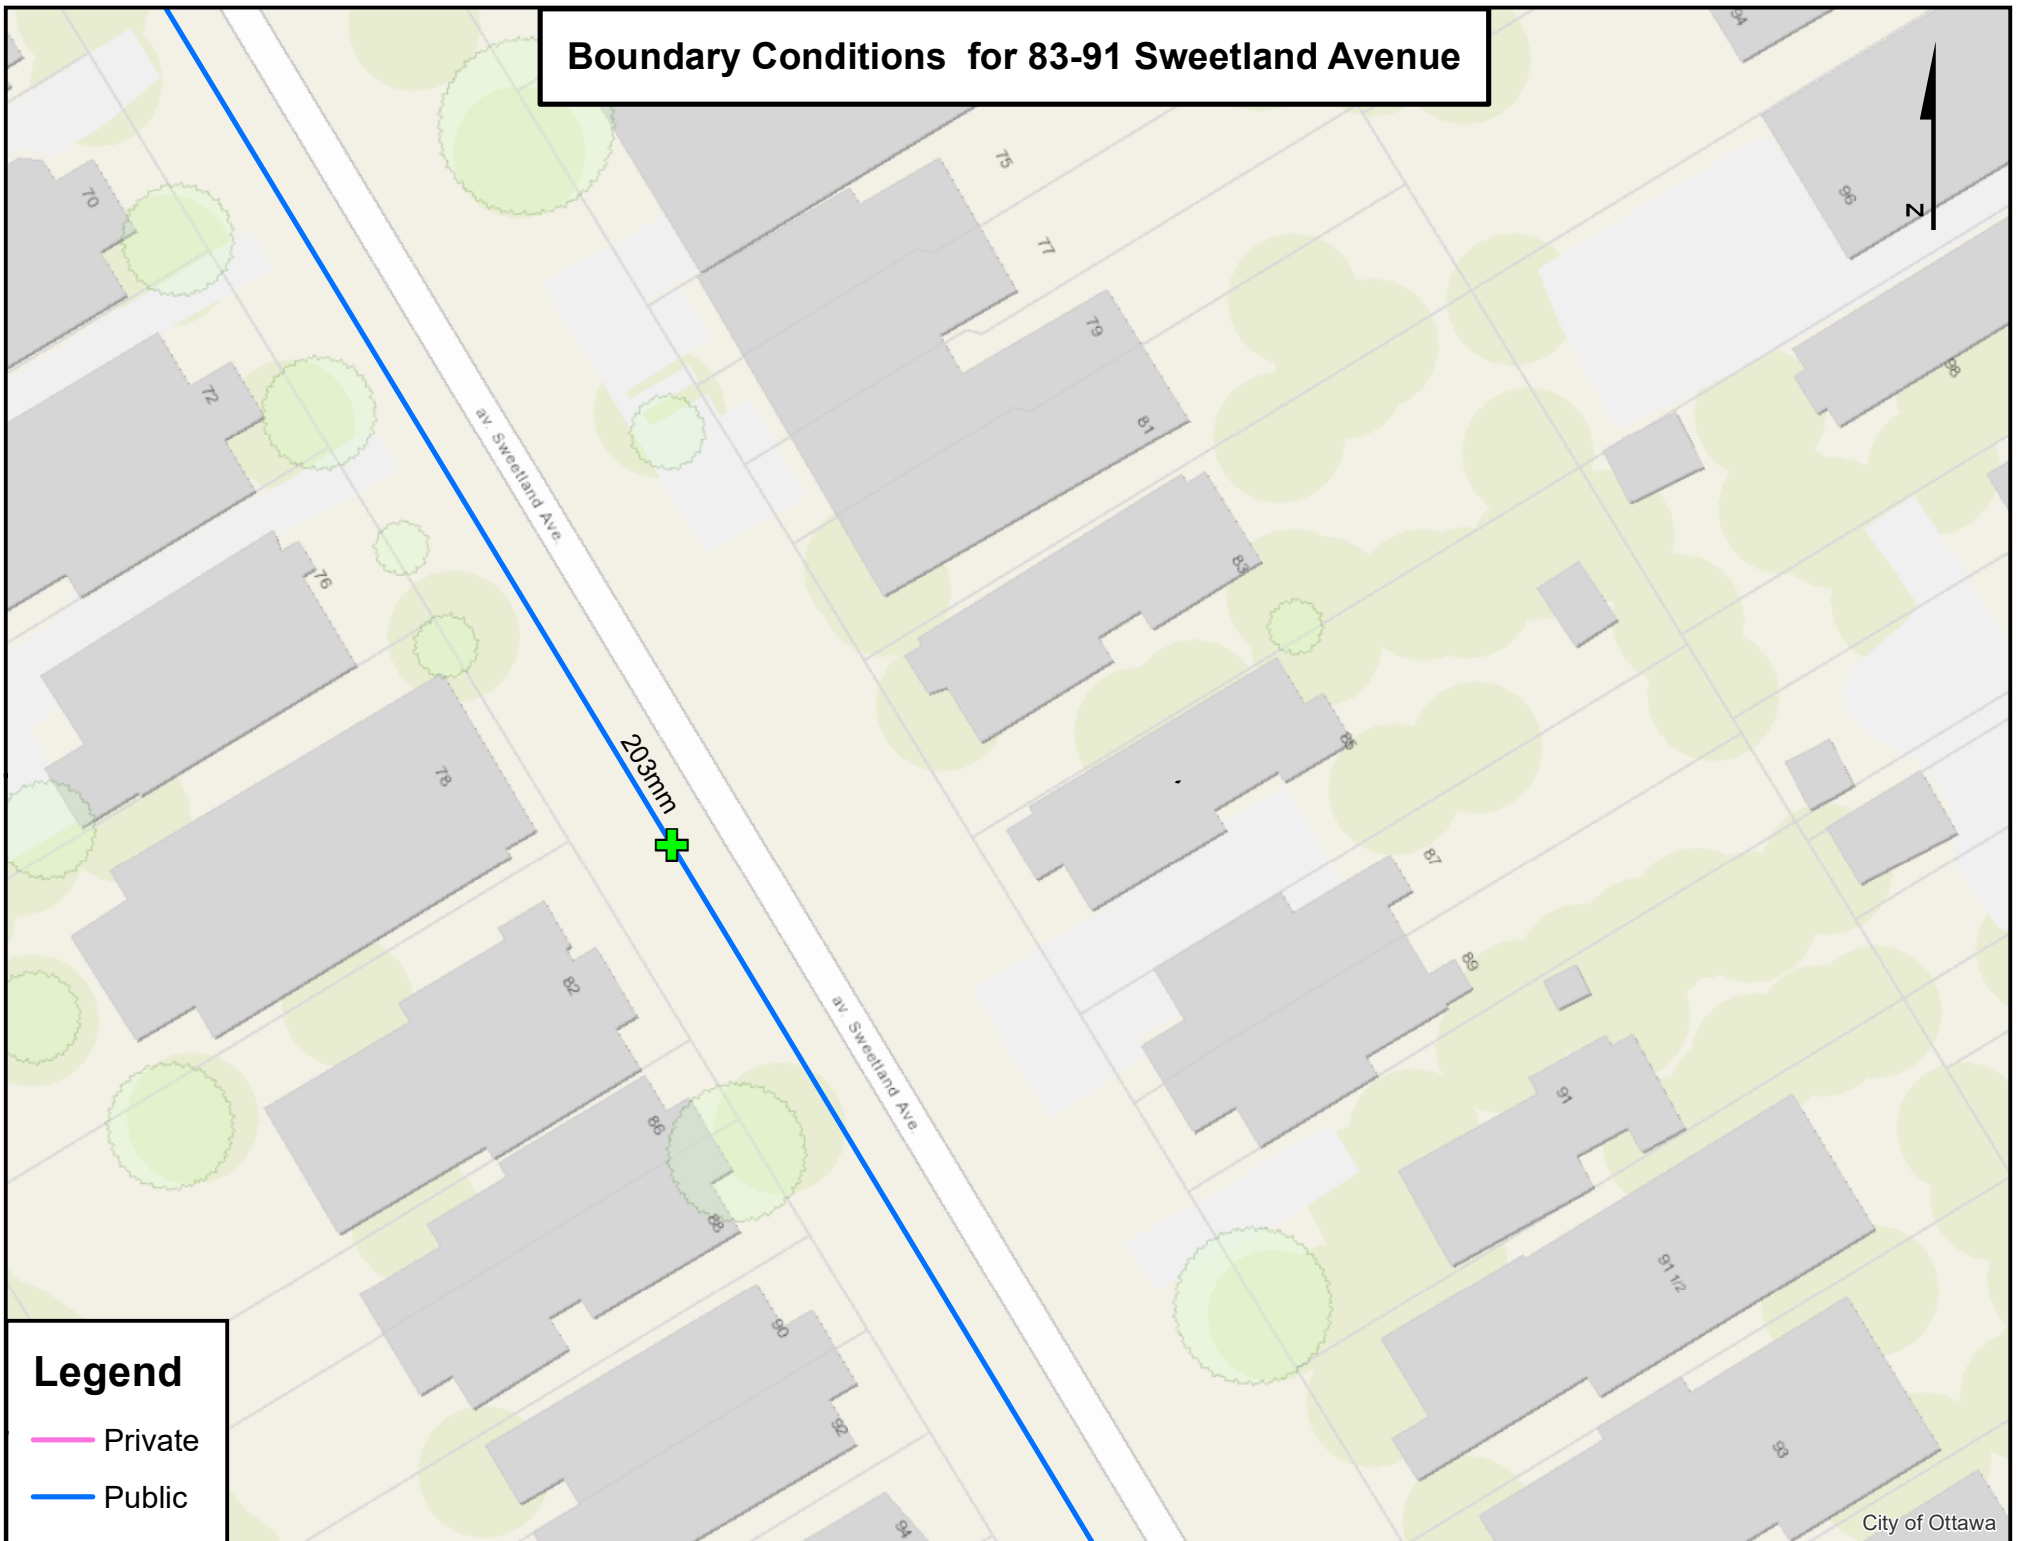 Boundary Conditions  for 83-91 Sweetland Avenue
94
75
70
96
N
77
79
98
72
81
av. Sweetland Ave.
83
76
85
203mm
78
87
89
82
av. Sweetland Ave.
91
86
88
91 1/2
90
92
93
94
Legend
Private
Public
City of Ottawa